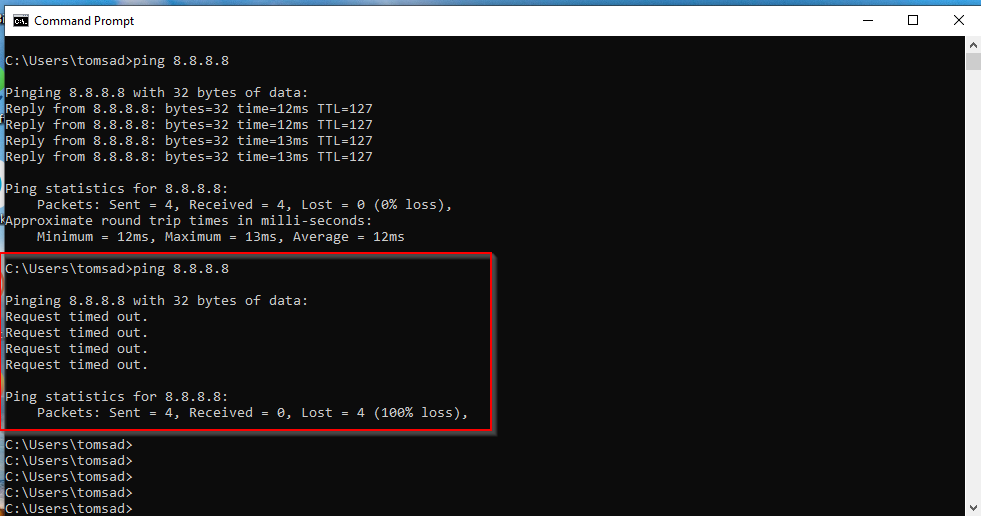 Command Prompt
C:\Users\tomsad>ping 8.8.8.8
Pinging 8.8.8.8 with 32 bytes of data:
Reply from 8.8.8.8: bytes=32 time=12ms TTL=127
Reply from 8.8.8.8: bytes=32 time=12ms TTL=127
Reply from 8.8.8.8: bytes=32 time=13ms TTL=127
Reply from 8.8.8.8: bytes=32 time=13ms TTL=127
Ping statistics for 8.8.8.8:
    Packets: Sent = 4, Received = 4, Lost = 0 (0% loss),
Approximate round trip times in milli-seconds:
    Minimum = 12ms, Maximum = 13ms, Average = 12ms
C:\Users\tomsad>ping 8.8.8.8
Pinging 8.8.8.8 with 32 bytes of data:
Request timed out.
Request timed out.
Request timed out.
Request timed out.
Ping statistics for 8.8.8.8:
    Packets: Sent = 4, Received = 0, Lost = 4 (100% loss),
C:\Users\tomsad>
C:\Users\tomsad>
C:\Users\tomsad>
C:\Users\tomsad>
C:\Users\tomsad>